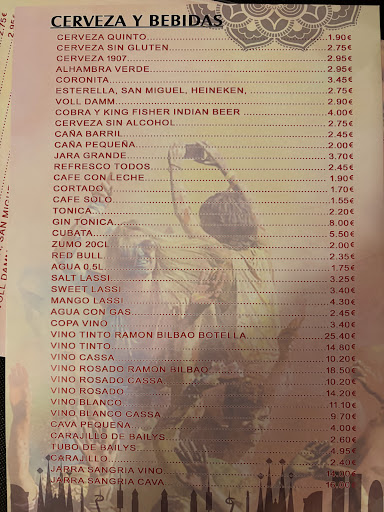 CERVEZA Y BEBIDAS
CERVEZA QUINTO 1.90€
CERVEZA SIN GLUTEN 2.75€
CERVEZA 1907 2.95€
ALHAMBRA VERDE 2.95€
CORONITA 3.45€
ESTERELLA, SAN MIGUEL, HEINEKEN, 2.75€
VOLL DAMM 2.90€
COBRA Y KING FISHER INDIAN BEER 4.00€
CERVEZA SIN ALCOHOL 2.75€
CAÑA BARRIL 2.45€
CAÑA PEQUEÑA 2.00€
JARA GRANDE 3.70€
REFRESCO TODOS 2.45€
CAFE CON LECHE 1.90€
CORTADO 1.70€
CAFE SOLO 1.55€
TONICA 2.20€
GIN TONICA 8.00€
CUBATA 5.50€
ZUMO 20CL 2.00€
RED BULL 2.35€
AGUA 0.5L 1.75€
SALT LASSI 3.25€
SWEET LASSI 3.40€
MANGO LASSI 4.30€
AGUA CON GAS 2.45€
COPA VINO 3.40€
VINO TINTO RAMON BILBAO BOTELLA 25.40€
VINO TINTO 14.80€
VINO CASSA 10.20€
VINO ROSADO RAMON BILBAO 18.50€
VINO ROSADO CASSA 10.20€
VINO ROSADO 14.20€
VINO BLANCO 11.10€
VINO BLANCO CASSA 9.70€
CAVA PEQUEÑA 4.00€
CARAJILLO DE BAILYS 2.60€
TUBO DE BAILYS 4.95€
CARAJILLO 2.40€
JARRA SANGRIA VINO
JARRA SANGRIA CAVA